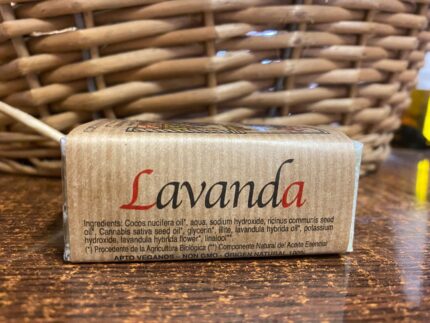 Lavanda
Ingredients: Cocos nucifera oil*, aqua, sodium hydroxide, ricinus communis seed
oil*, Cannabis sativa seed oil*, glycerin*, illite, lavandula hybrida oil*, potassium
hydroxide, lavandula hybrida flower*, linalool**
(*) Procedente de la Agricultura Biológica (**) Componente Natural del Aceite Esencial
APTO VEGANOS - NON GMO - ORIGEN NATURAL 100%